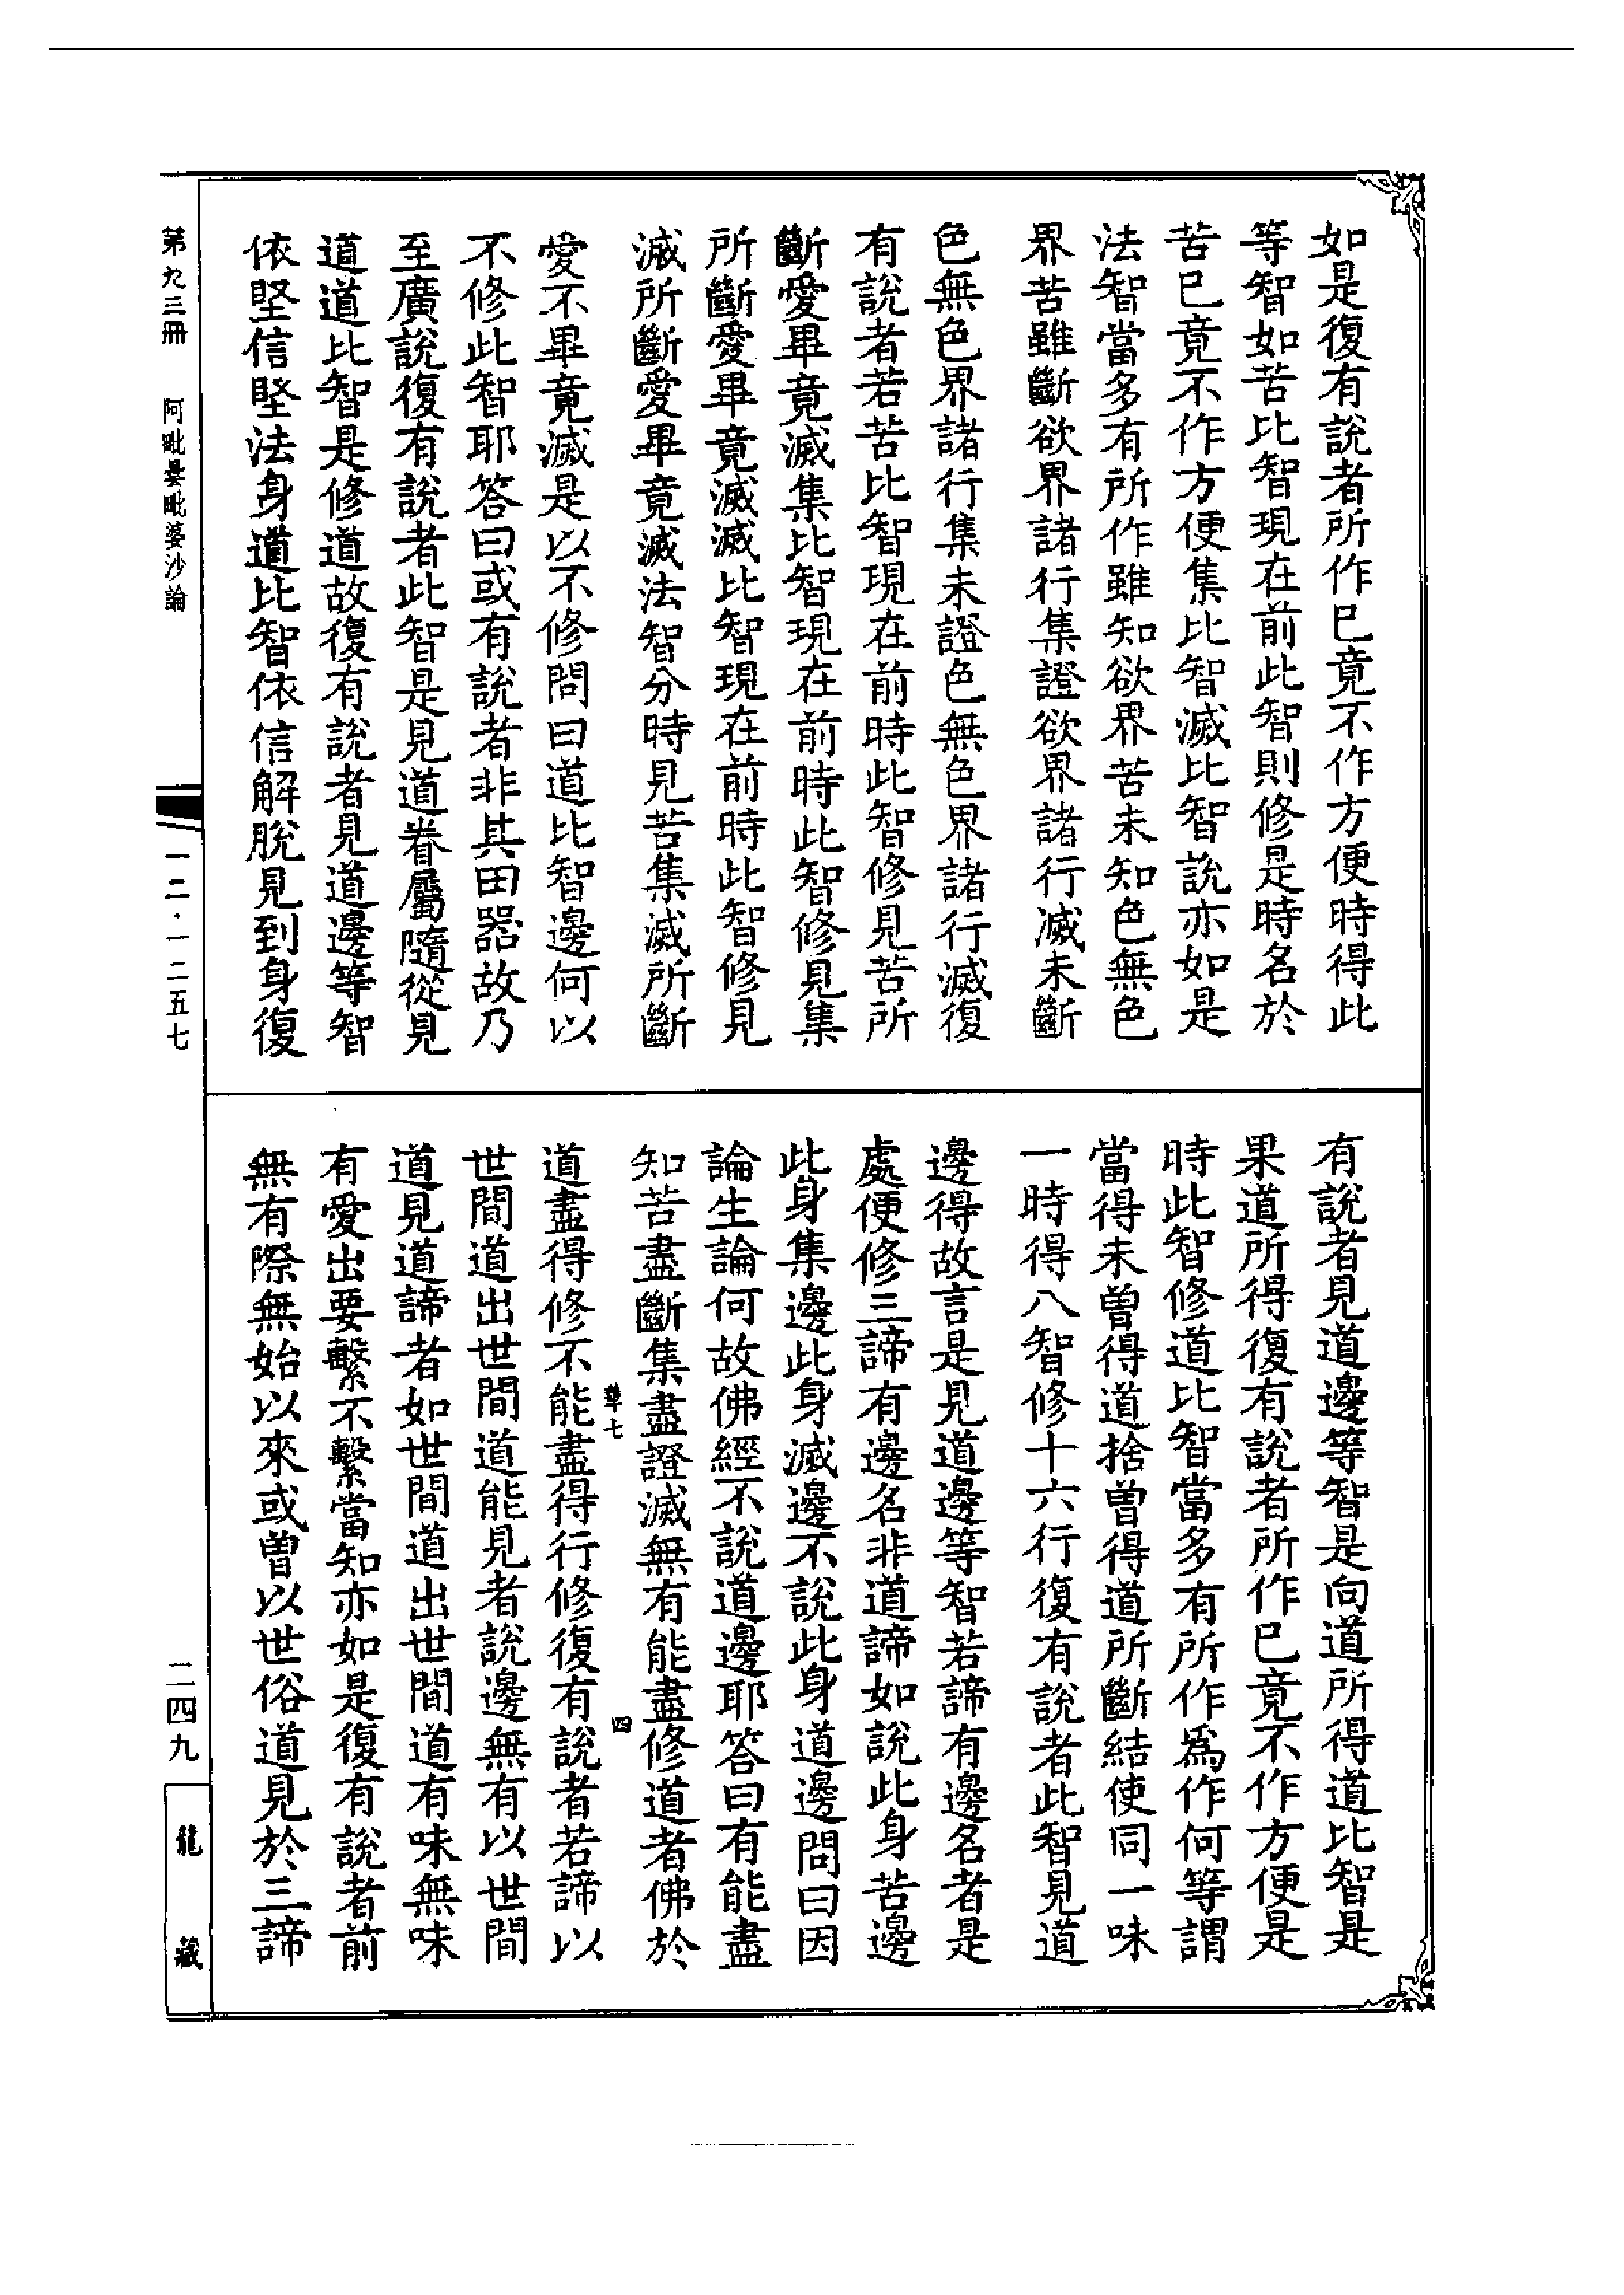 如是復有說者所作已竟不作方便時得此
等智如苦比智現在前此智則修是時名於
苦已竟不作方便集比智滅比智說亦如是
法智當多有所作雖知欲界苦未知色無色
界苦雖斷欲界諸行集證欲界諸行滅未斷
色無色界諸行集未證色無色界諸行滅復
有說者若苦比智現在前時此智修見苦所
斷愛畢竟滅集比智現在前時此智修見集
所斷愛畢竟滅滅比智現在前時此智修見
滅所斷愛畢竟滅法智分時見苦集滅所斷
愛不畢竟滅是以不修問曰道比智邊何以
不修此智耶答曰或有說者非其田器故乃
至廣說復有說者此智是見道眷屬隨從見
道道比智是修道故復有說者見道邊等智
依堅信堅法身道比智依信解脫見到身復
有說者見道邊等智是向道所得道比智是
果道所得復有說者所作已竟不作方便是
時此智修道比智當多有所作為作何等謂
當得未曾得道捨曾得道所斷結使同一味
一時得八智修十六行復有說者此智見道
邊得故言是見道邊等智若諦有邊名者是
處便修三諦有邊名非道諦如說此身苦邊
此身集邊此身滅邊不說此身道邊問曰因
論生論何故佛經不說道邊耶答曰有能盡
知苦盡斷集盡證滅無有能盡修道者佛於
道盡得修不能盡得行修復有說者若諦以
世間道出世間道能見者說邊無有以世間
道見道諦者如世間道出世間道有味無味
有愛出要繫不繫當知亦如是復有說者前
無有際無始以來或曾以世俗道見於三諦
華七
四
第九三冊
阿毗曇毗婆沙論
一二·一二五七
二四九
龍藏